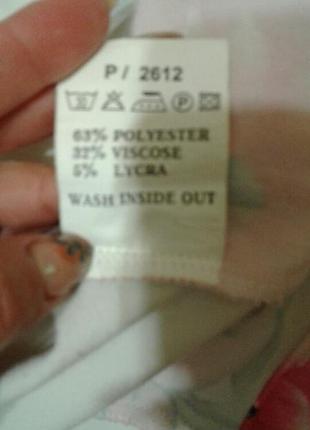 P/ 2612
P
63% POLYESTER
32% VISCOSE
5% LYCRA
WASH INSIDE OUT